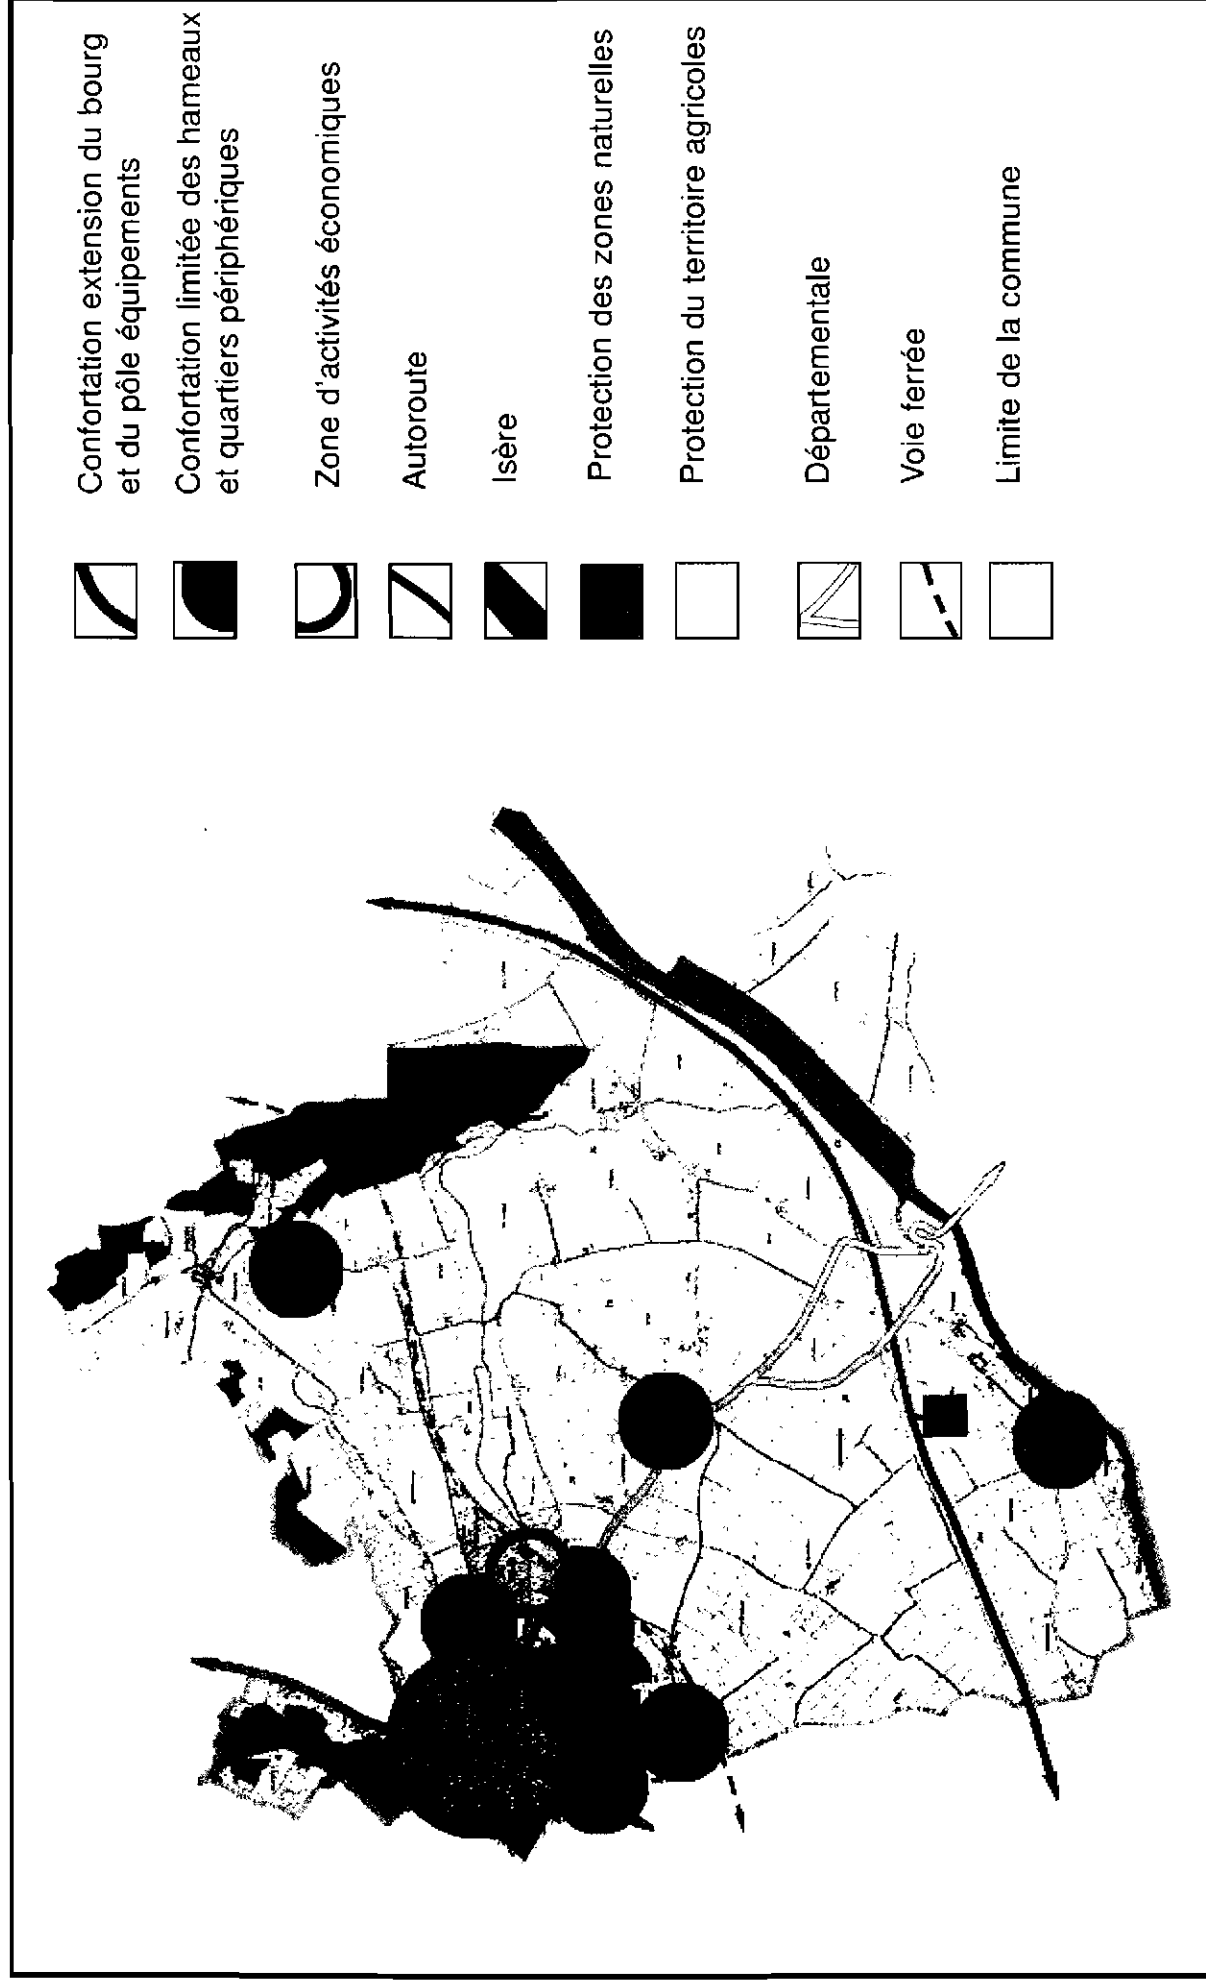 Confortation extension du bourg
et du pôle équipements
Confortation limitée des hameaux
et quartiers périphériques
Zone d'activités économiques
Autoroute
Isère
Protection des zones naturelles
Protection du territoire agricoles
Départementale
Voie ferrée
Limite de la commune